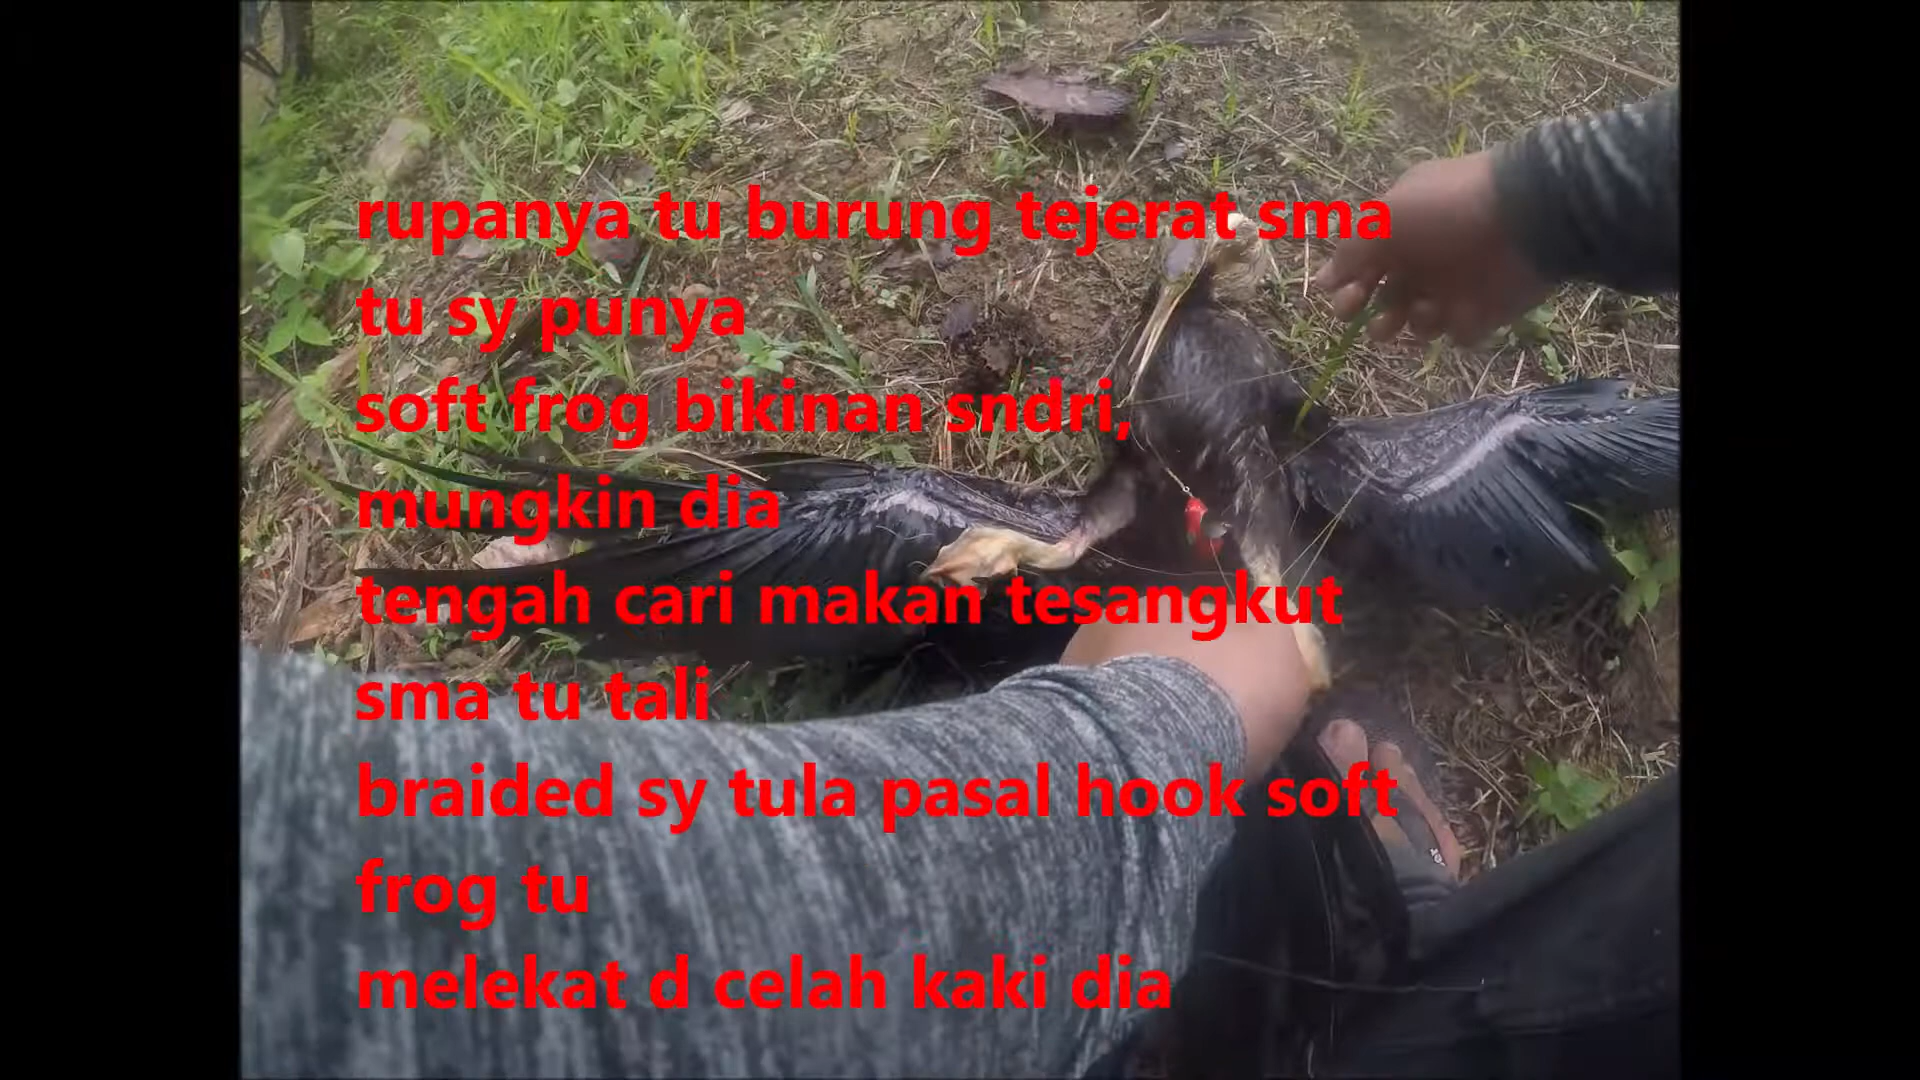 rupanya tu burung tejerat sma
tu sy punya
soft frog bikinan sndri,
mungkin dia
tengah cari makan tesangkut
sma tu tali
braided sy tula pasal hook soft
frog tu
melekat d celah kaki dia